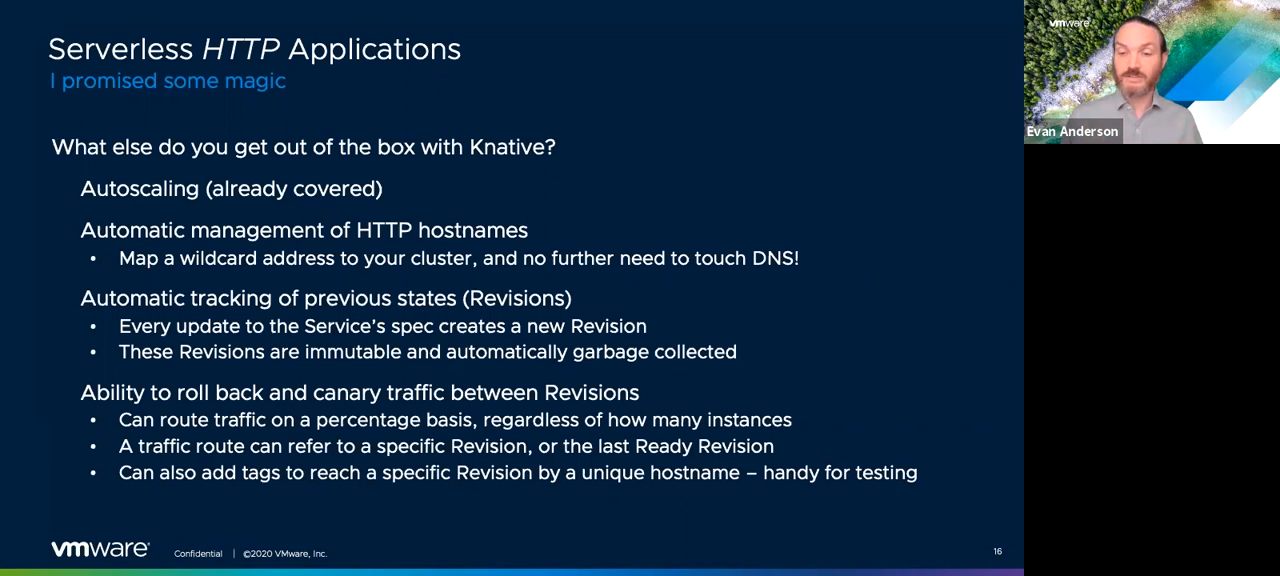 Serverless HTTP Applications
I promised some magic
What else do you get out of the box with Knative?
Autoscaling (already covered)
Automatic management of HTTP hostnames
• Map a wildcard address to your cluster, and no further need to touch DNS!
Automatic tracking of previous states (Revisions)
• Every update to the Service's spec creates a new Revision
• These Revisions are immutable and automatically garbage collected
Ability to roll back and canary traffic between Revisions
• Can route traffic on a percentage basis, regardless of how many instances
• A traffic route can refer to a specific Revision, or the last Ready Revision
• Can also add tags to reach a specific Revision by a unique hostname – handy for testing
vmware®
Confidential | ©2020 VMware, Inc.
16
vmware
Evan Anderson